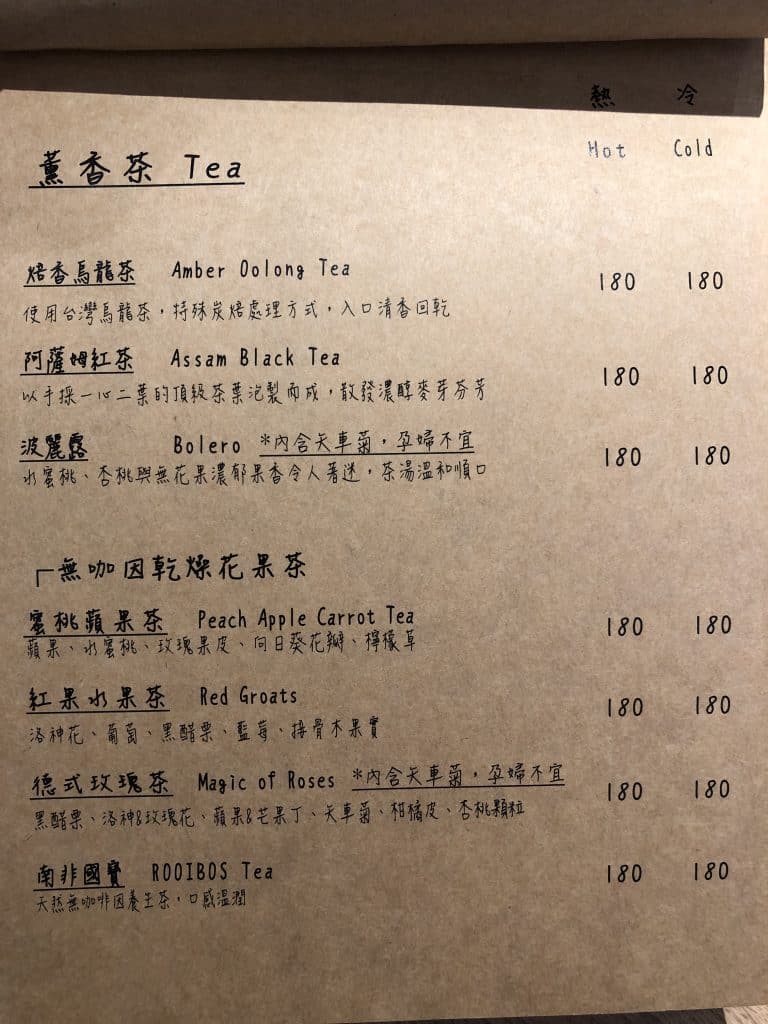 熱 冷
Hot Cold
薰香茶 Tea
焙香烏龍茶 Amber Oolong Tea 180 180
使用台灣烏龍茶，特殊炭焙處理方式，入口清香回乾
阿薩姆紅茶 Assam Black Tea 180 180
以手採一心二葉的頂級茶葉泡製而成，散發濃醇麥芽芬芳
波麗露 Bolero *內含矢車菊，孕婦不宜 180 180
水蜜桃、杏桃與無花果濃郁果香令人著迷，茶湯溫和順口
┌無咖因乾燥花果茶
蜜桃蘋果茶 Peach Apple Carrot Tea 180 180
蘋果、水蜜桃、玫瑰果皮、向日葵花瓣、檸檬草
紅果水果茶 Red Groats 180 180
洛神花、葡萄、黑醋栗、藍莓、接骨木果實
德式玫瑰茶 Magic of Roses *內含矢車菊，孕婦不宜 180 180
黑醋栗、洛神&玫瑰花、蘋果&芒果丁、矢車菊、柑橘皮、杏桃顆粒
南非國寶 ROOIBOS Tea 180 180
天然無咖啡因養生茶，口感溫潤